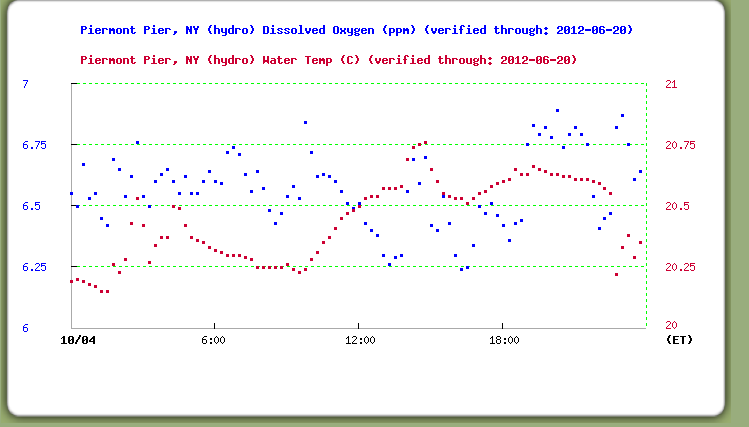 Piermont Pier, NY (hydro) Dissolved Oxygen (ppm) (verified through: 2012-06-20)
Piermont Pier, NY (hydro) Water Temp (C) (verified through: 2012-06-20)
7 21
6.75 20.75
6.5 20.5
6.25 20.25
6 20
10/04 6:00 12:00 18:00 (ET)